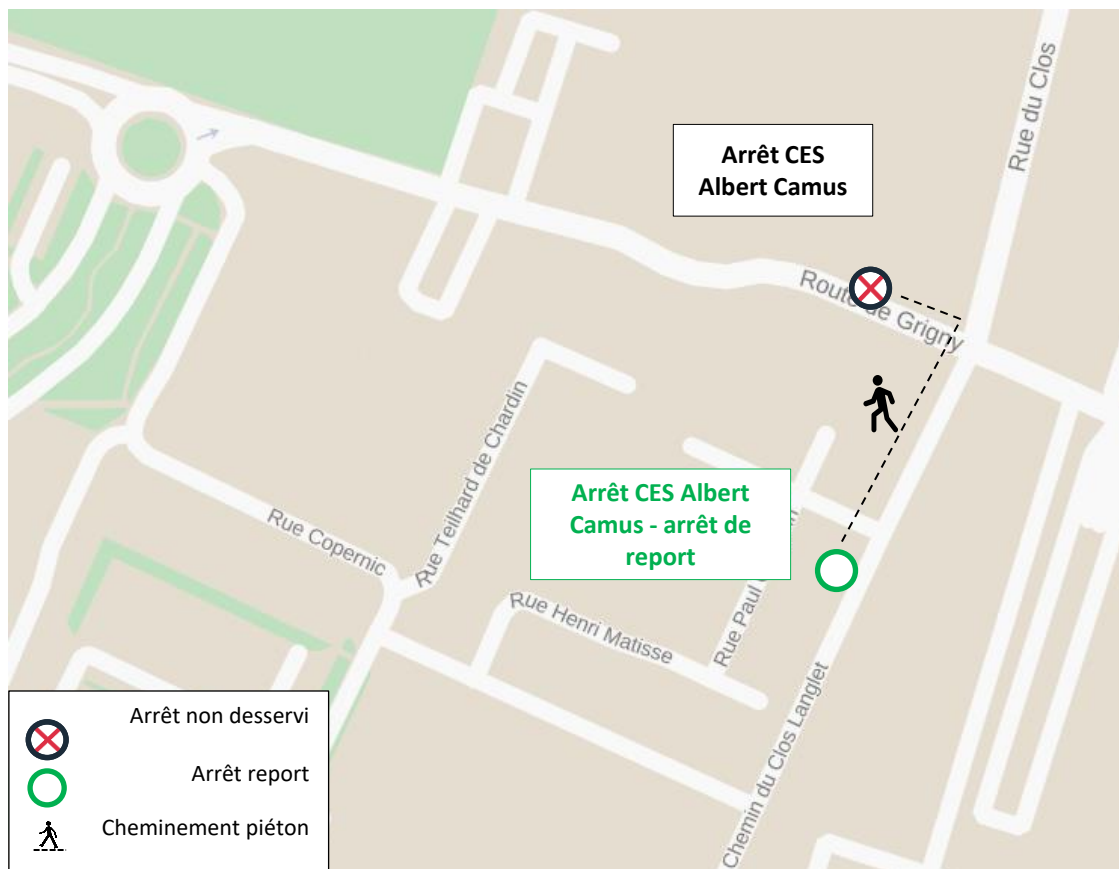 Rue du Clos
Arrêt CES
Albert Camus
Route de Grigny
Rue Teilhard de Chardin
Rue Copernic
Arrêt CES Albert
Camus - arrêt de
report
Rue Henri Matisse
Rue Paul
Chemin du Clos Langlet
Arrêt non desservi
Arrêt report
Cheminement piéton